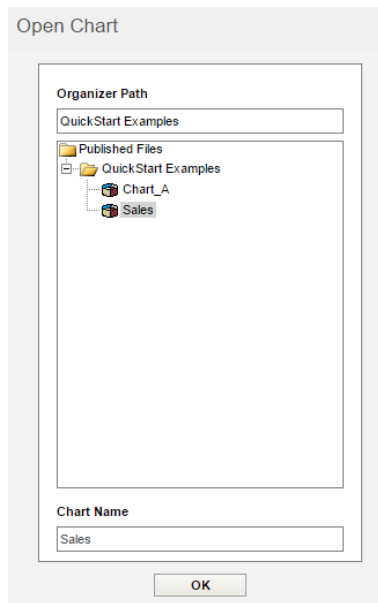 Open Chart
Organizer Path
QuickStart Examples
Published Files
QuickStart Examples
Chart_A
Sales
Chart Name
Sales
OK